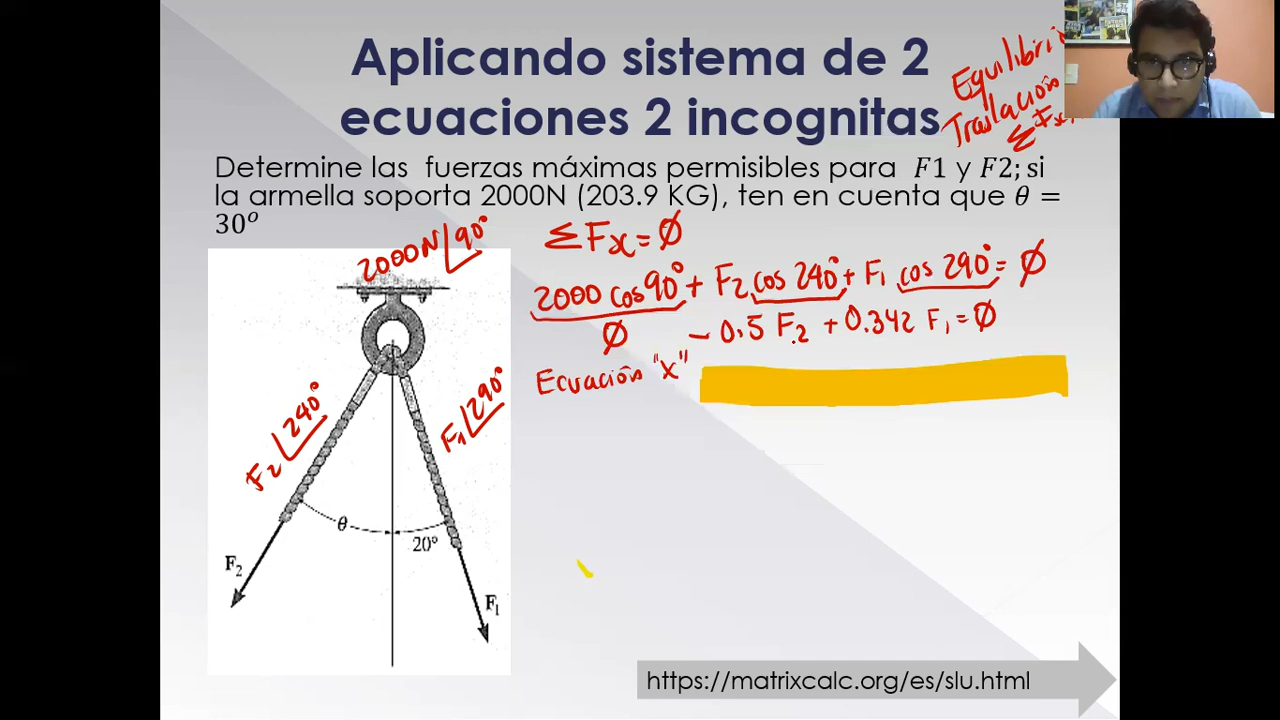 Aplicando sistema de 2
ecuaciones 2 incognitas
Equilibrio
Traslación
ΣFx
Determine las fuerzas máximas permisibles para F1 y F2; si
la armella soporta 2000N (203.9 KG), ten en cuenta que θ =
30º
2000N∠90°
ΣFx=∅
2000 cos90° + F2 cos 240° + F1 cos 290° = ∅
∅ - 0.5 F2 + 0.342 F1 = ∅
Ecuación "x"
F2∠240°
F1∠290°
θ
20°
F2
F1
https://matrixcalc.org/es/slu.html